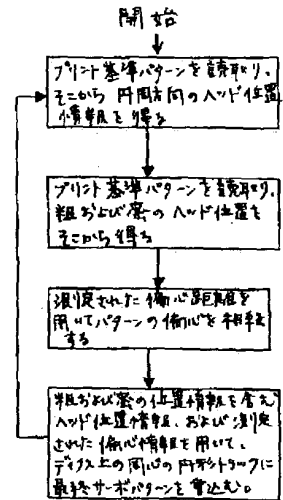 開始
プリント基準パターンを読取り、
そこから円周方向のヘッド位置
情報を得る
プリント基準パターンを読取り、
粗および密のヘッド位置を
そこから得る
測定された偏心距離を
用いてパターンの偏心を相殺
する
粗および密の位置情報を含む
ヘッド位置情報、および測定
された偏心情報を用いて、
ディスク上の同心の円形トラックに
最終サーボパターンを書込む。